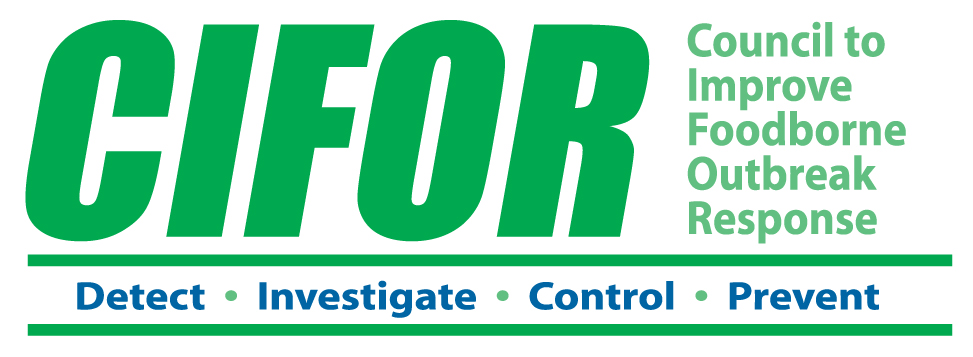 CIFOR
Council to
Improve
Foodborne
Outbreak
Response
Detect • Investigate • Control • Prevent